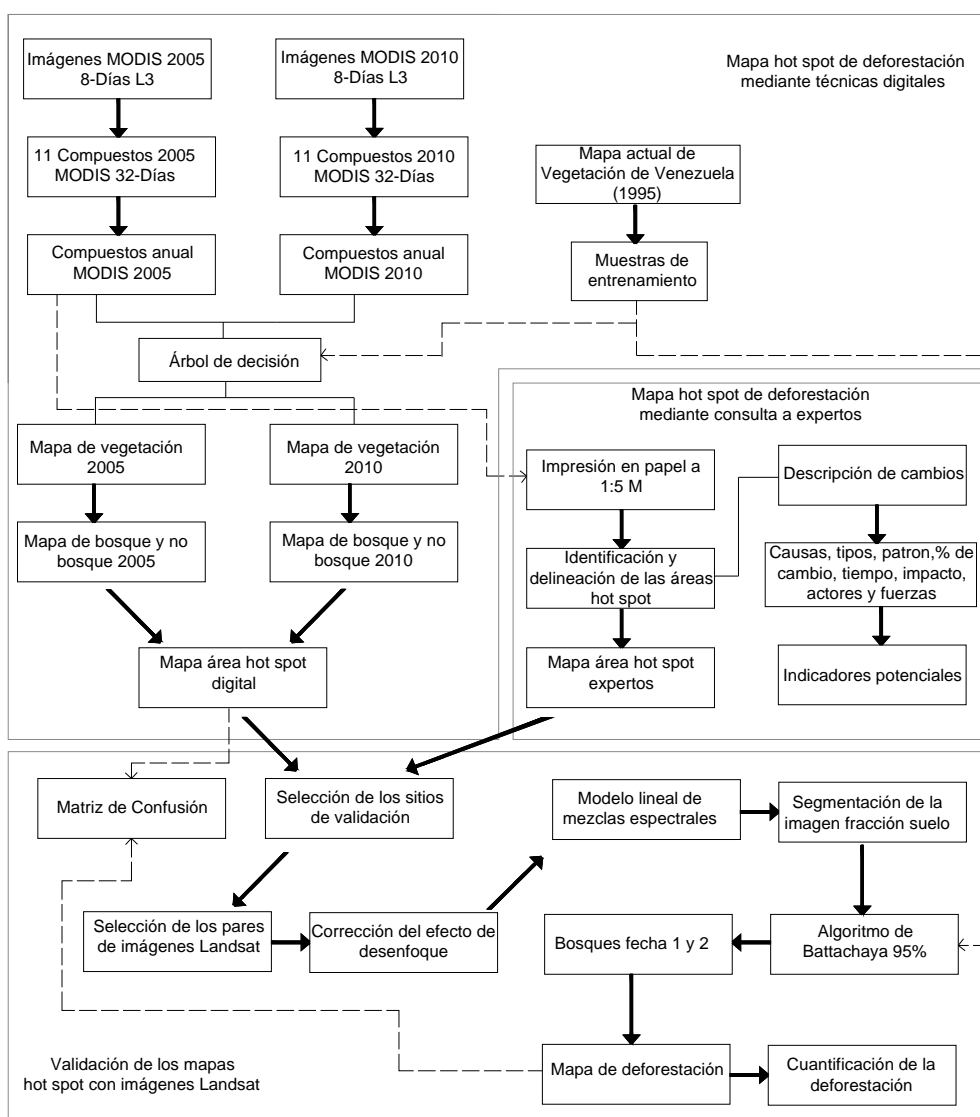 Imágenes MODIS 2005
8-Días L3
Imágenes MODIS 2010
8-Días L3
Mapa hot spot de deforestación
mediante técnicas digitales
11 Compuestos 2005
MODIS 32-Días
11 Compuestos 2010
MODIS 32-Días
Mapa actual de
Vegetación de Venezuela
(1995)
Compuestos anual
MODIS 2005
Compuestos anual
MODIS 2010
Muestras de
entrenamiento
Árbol de decisión
Mapa hot spot de deforestación
mediante consulta a expertos
Mapa de vegetación
2005
Mapa de vegetación
2010
Impresión en papel a
1:5 M
Descripción de cambios
Mapa de bosque y no
bosque 2005
Mapa de bosque y no
bosque 2010
Identificación y
delineación de las áreas
hot spot
Causas, tipos, patron,% de
cambio, tiempo, impacto,
actores y fuerzas
Mapa área hot spot
digital
Mapa área hot spot
expertos
Indicadores potenciales
Matriz de Confusión
Selección de los sitios
de validación
Modelo lineal de
mezclas espectrales
Segmentación de la
imagen fracción suelo
Selección de los pares
de imágenes Landsat
Corrección del efecto de
desenfoque
Bosques fecha 1 y 2
Algoritmo de
Battachaya 95%
Validación de los mapas
hot spot con imágenes Landsat
Mapa de deforestación
Cuantificación de la
deforestación